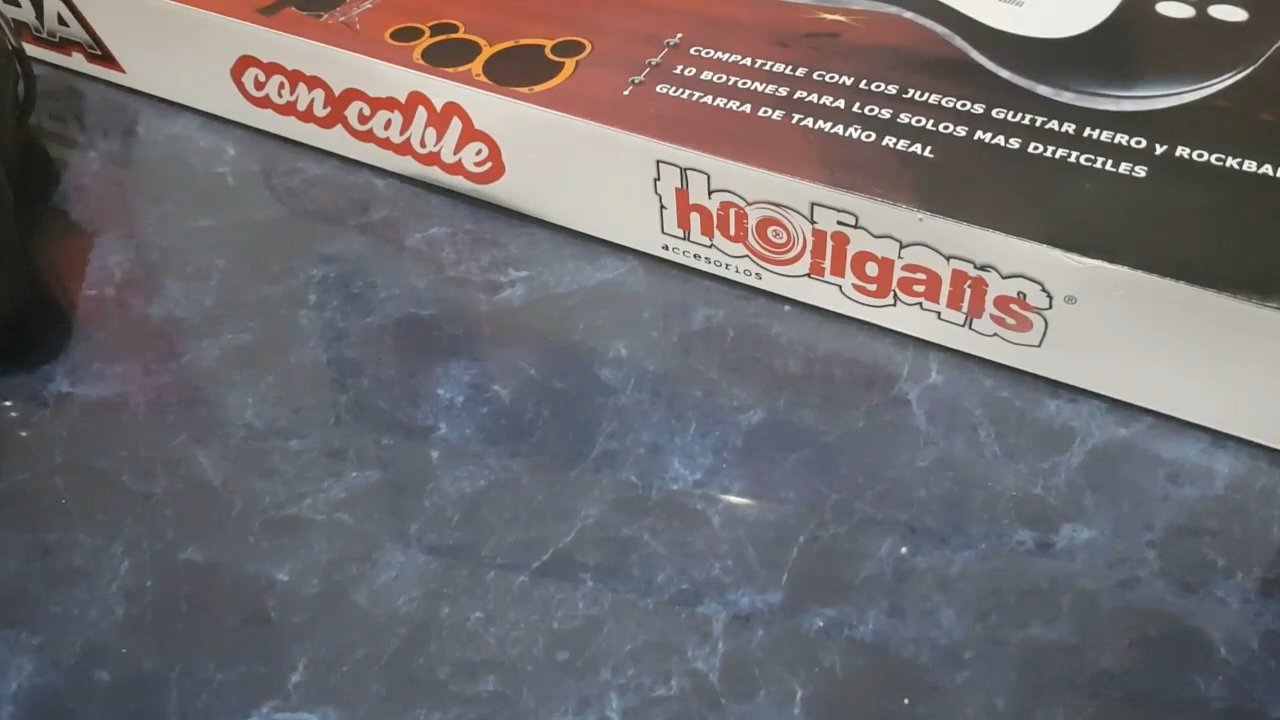 RA
con cable
COMPATIBLE CON LOS JUEGOS GUITAR HERO y
10 BOTONES PARA LOS SOLOS MAS DIFICILES
GUITARRA DE TAMAÑO REAL
hooligans ®
accesorios